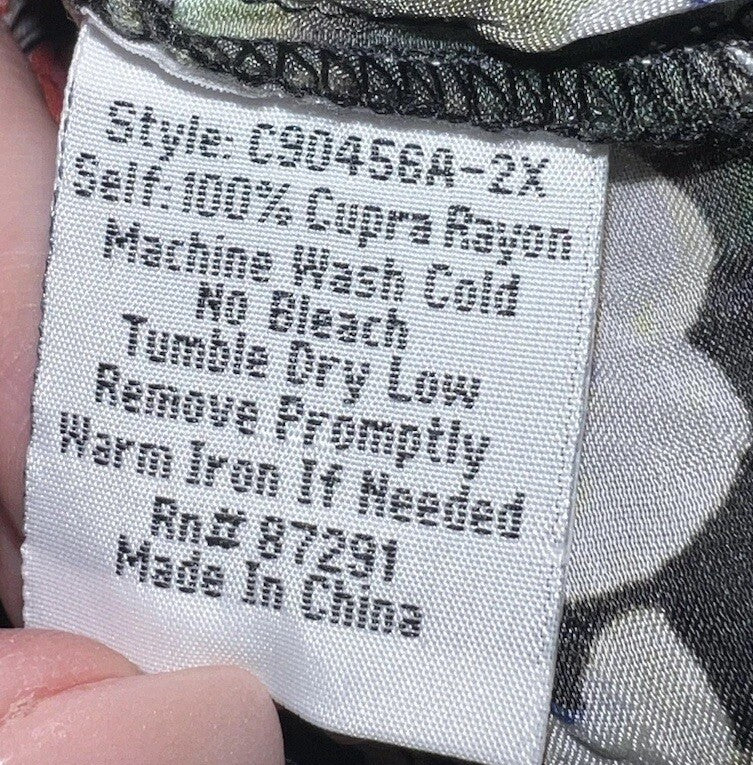 Style: C90456A-2X
Self:100% Cupra Rayon
Machine Wash Cold
No Bleach
Tumble Dry Low
Remove Promptly
Warm Iron If Needed
Rn# 87291
Made In China